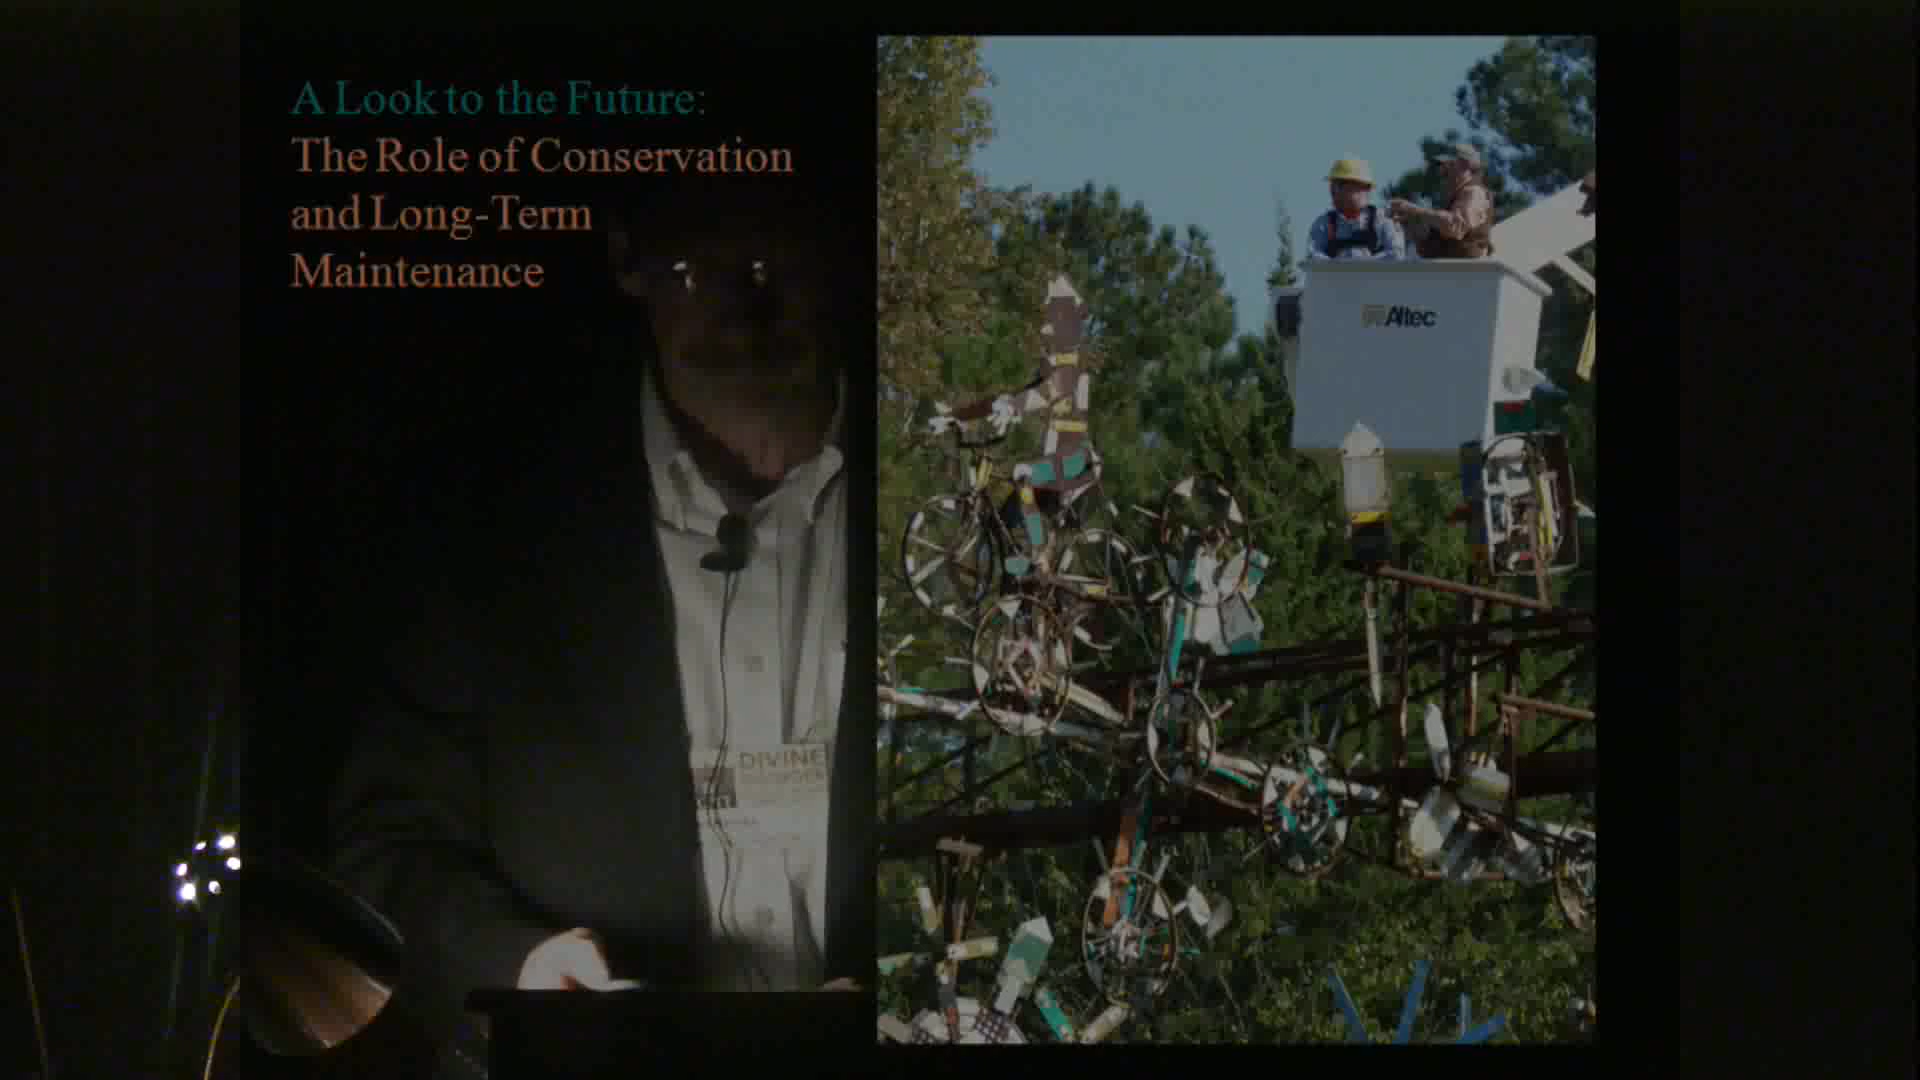 A Look to the Future:
The Role of Conservation
and Long-Term
Maintenance
Altec
DIVINE